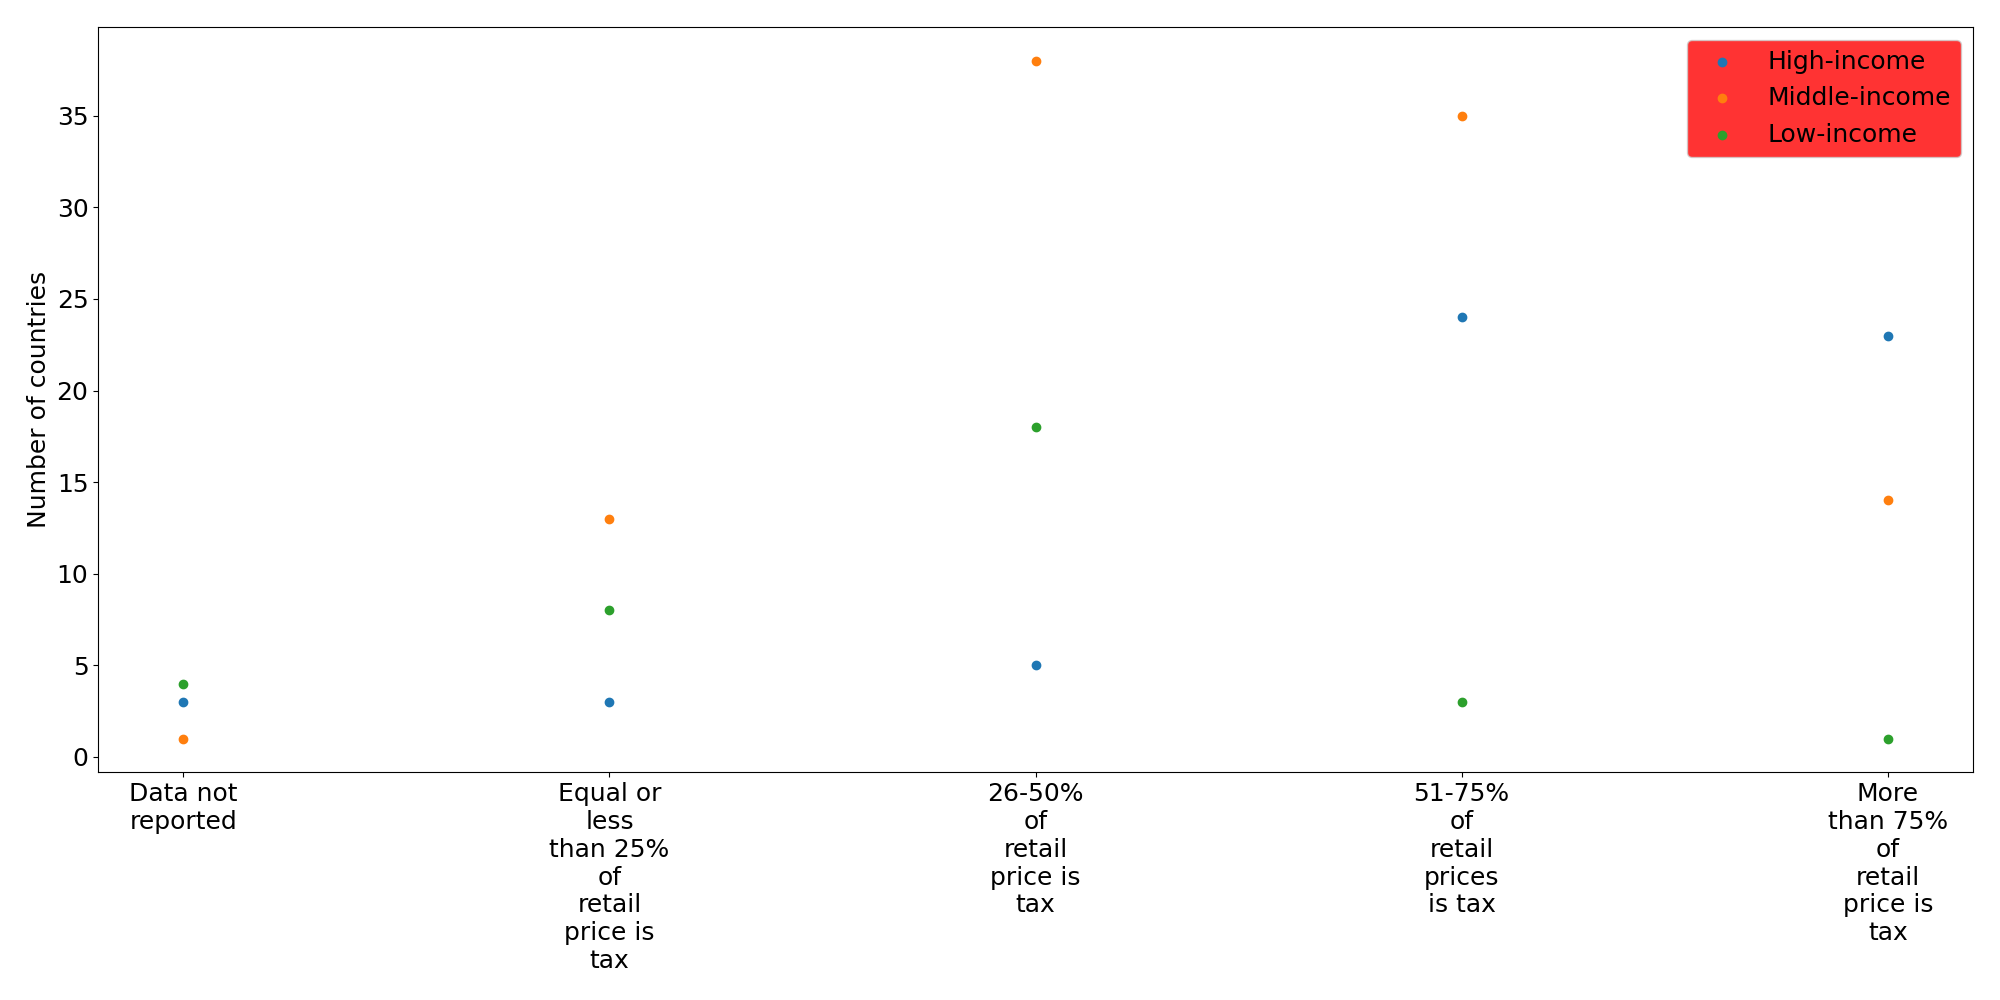 High-income
Middle-income
Low-income
Number of countries
35
30
25
20
15
10
5
0
Data not
reported
Equal or
less
than 25%
of
retail
price is
tax
26-50%
of
retail
price is
tax
51-75%
of
retail
prices
is tax
More
than 75%
of
retail
price is
tax